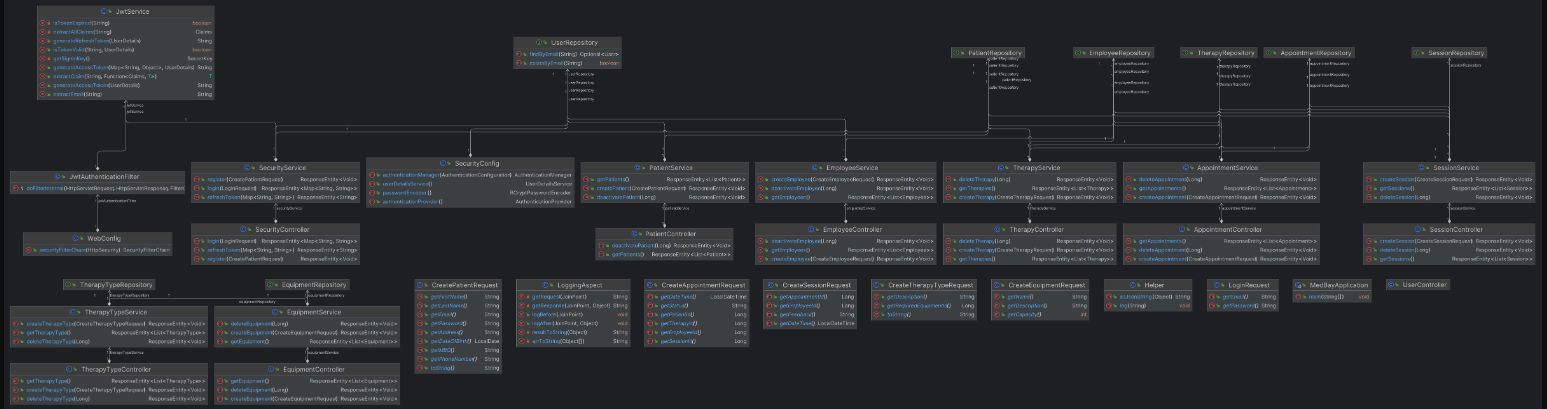 JwtService
isTokenExpired(String) boolean
extractAllClaims(String) Claims
generateRefreshToken(UserDetails) String
isTokenValid(String, UserDetails) boolean
getSignInKey() SecretKey
generateAccessToken(Map<String, Object>, UserDetails) String
extractClaim(String, Function<Claims, T>) T
generateAccessToken(UserDetails) String
extractEmail(String) String
UserRepository
findByEmail(String) Optional<User>
existsByEmail(String) boolean
PatientRepository
EmployeeRepository
TherapyRepository
AppointmentRepository
SessionRepository
JwtAuthenticationFilter
doFilterInternal(HttpServletRequest, HttpServletResponse, Filter
SecurityService
register(CreatePatientRequest) ResponseEntity<Void>
login(LoginRequest) ResponseEntity<Map<String, String>>
refreshToken(Map<String, String>) ResponseEntity<String>
SecurityConfig
authenticationManager(AuthenticationConfiguration) AuthenticationManager
userDetailsService() UserDetailsService
passwordEncoder() BCryptPasswordEncoder
authenticationProvider() AuthenticationProvider
PatientService
getPatients() ResponseEntity<List<Patient>>
createPatient(CreatePatientRequest) ResponseEntity<Void>
deactivatePatient(Long) ResponseEntity<Void>
EmployeeService
createEmployee(CreateEmployeeRequest) ResponseEntity<Void>
deactivateEmployee(Long) ResponseEntity<Void>
getEmployees() ResponseEntity<List<Employee>>
TherapyService
deleteTherapy(Long) ResponseEntity<Void>
getTherapies() ResponseEntity<List<Therapy>>
createTherapy(CreateTherapyRequest) ResponseEntity<Void>
AppointmentService
deleteAppointment(Long) ResponseEntity<Void>
getAppointments() ResponseEntity<List<Appointment>>
createAppointment(CreateAppointmentRequest) ResponseEntity<Void>
SessionService
createSession(CreateSessionRequest) ResponseEntity<Void>
getSessions() ResponseEntity<List<Session>>
deleteSession(Long) ResponseEntity<Void>
WebConfig
securityFilterChain(HttpSecurity) SecurityFilterChain
SecurityController
login(LoginRequest) ResponseEntity<Map<String, String>>
refreshToken(Map<String, String>) ResponseEntity<String>
register(CreatePatientRequest) ResponseEntity<Void>
PatientController
deactivatePatient(Long) ResponseEntity<Void>
getPatients() ResponseEntity<List<Patient>>
EmployeeController
deactivateEmployee(Long) ResponseEntity<Void>
getEmployees() ResponseEntity<List<Employee>>
createEmployee(CreateEmployeeRequest) ResponseEntity<Void>
TherapyController
deleteTherapy(Long) ResponseEntity<Void>
createTherapy(CreateTherapyRequest) ResponseEntity<Void>
getTherapies() ResponseEntity<List<Therapy>>
AppointmentController
getAppointments() ResponseEntity<List<Appointment>>
deleteAppointment(Long) ResponseEntity<Void>
createAppointment(CreateAppointmentRequest) ResponseEntity<Void>
SessionController
createSession(CreateSessionRequest) ResponseEntity<Void>
deleteSession(Long) ResponseEntity<Void>
getSessions() ResponseEntity<List<Session>>
TherapyTypeRepository
EquipmentRepository
TherapyTypeService
createTherapyType(CreateTherapyTypeRequest) ResponseEntity<Void>
getTherapyType() ResponseEntity<List<TherapyType>>
deleteTherapyType(Long) ResponseEntity<Void>
EquipmentService
deleteEquipment(Long) ResponseEntity<Void>
createEquipment(CreateEquipmentRequest) ResponseEntity<Void>
getEquipment() ResponseEntity<List<Equipment>>
TherapyTypeController
getTherapyType() ResponseEntity<List<TherapyType>>
createTherapyType(CreateTherapyTypeRequest) ResponseEntity<Void>
deleteTherapyType(Long) ResponseEntity<Void>
EquipmentController
getEquipment() ResponseEntity<List<Equipment>>
deleteEquipment(Long) ResponseEntity<Void>
createEquipment(CreateEquipmentRequest) ResponseEntity<Void>
CreatePatientRequest
getFirstName() String
getLastName() String
getEmail() String
getPassword() String
getAddress() String
getDateOfBirth() LocalDate
getLBO() String
getPhoneNumber() String
toString() String
LoggingAspect
getRequest(JoinPoint) String
getResponse(JoinPoint, Object) String
logBefore(JoinPoint) void
logAfter(JoinPoint, Object) void
resultToString(Object) String
arrToString(Object[]) String
CreateAppointmentRequest
getDateTime() LocalDateTime
getStatus() String
getPatientId() Long
getTherapyId() Long
getEmployeeId() Long
getSessionId() Long
CreateSessionRequest
getAppointmentId() Long
getEmployeeId() Long
getFeedback() String
getDateTime() LocalDateTime
CreateTherapyTypeRequest
getDescription() String
getRequiredEquipments() Long
toString() String
CreateEquipmentRequest
getName() String
getDescription() String
getCapacity() int
Helper
asJsonString(Object) String
log(String) void
LoginRequest
getEmail() String
getPassword() String
MedBayApplication
main(String[]) void
UserController